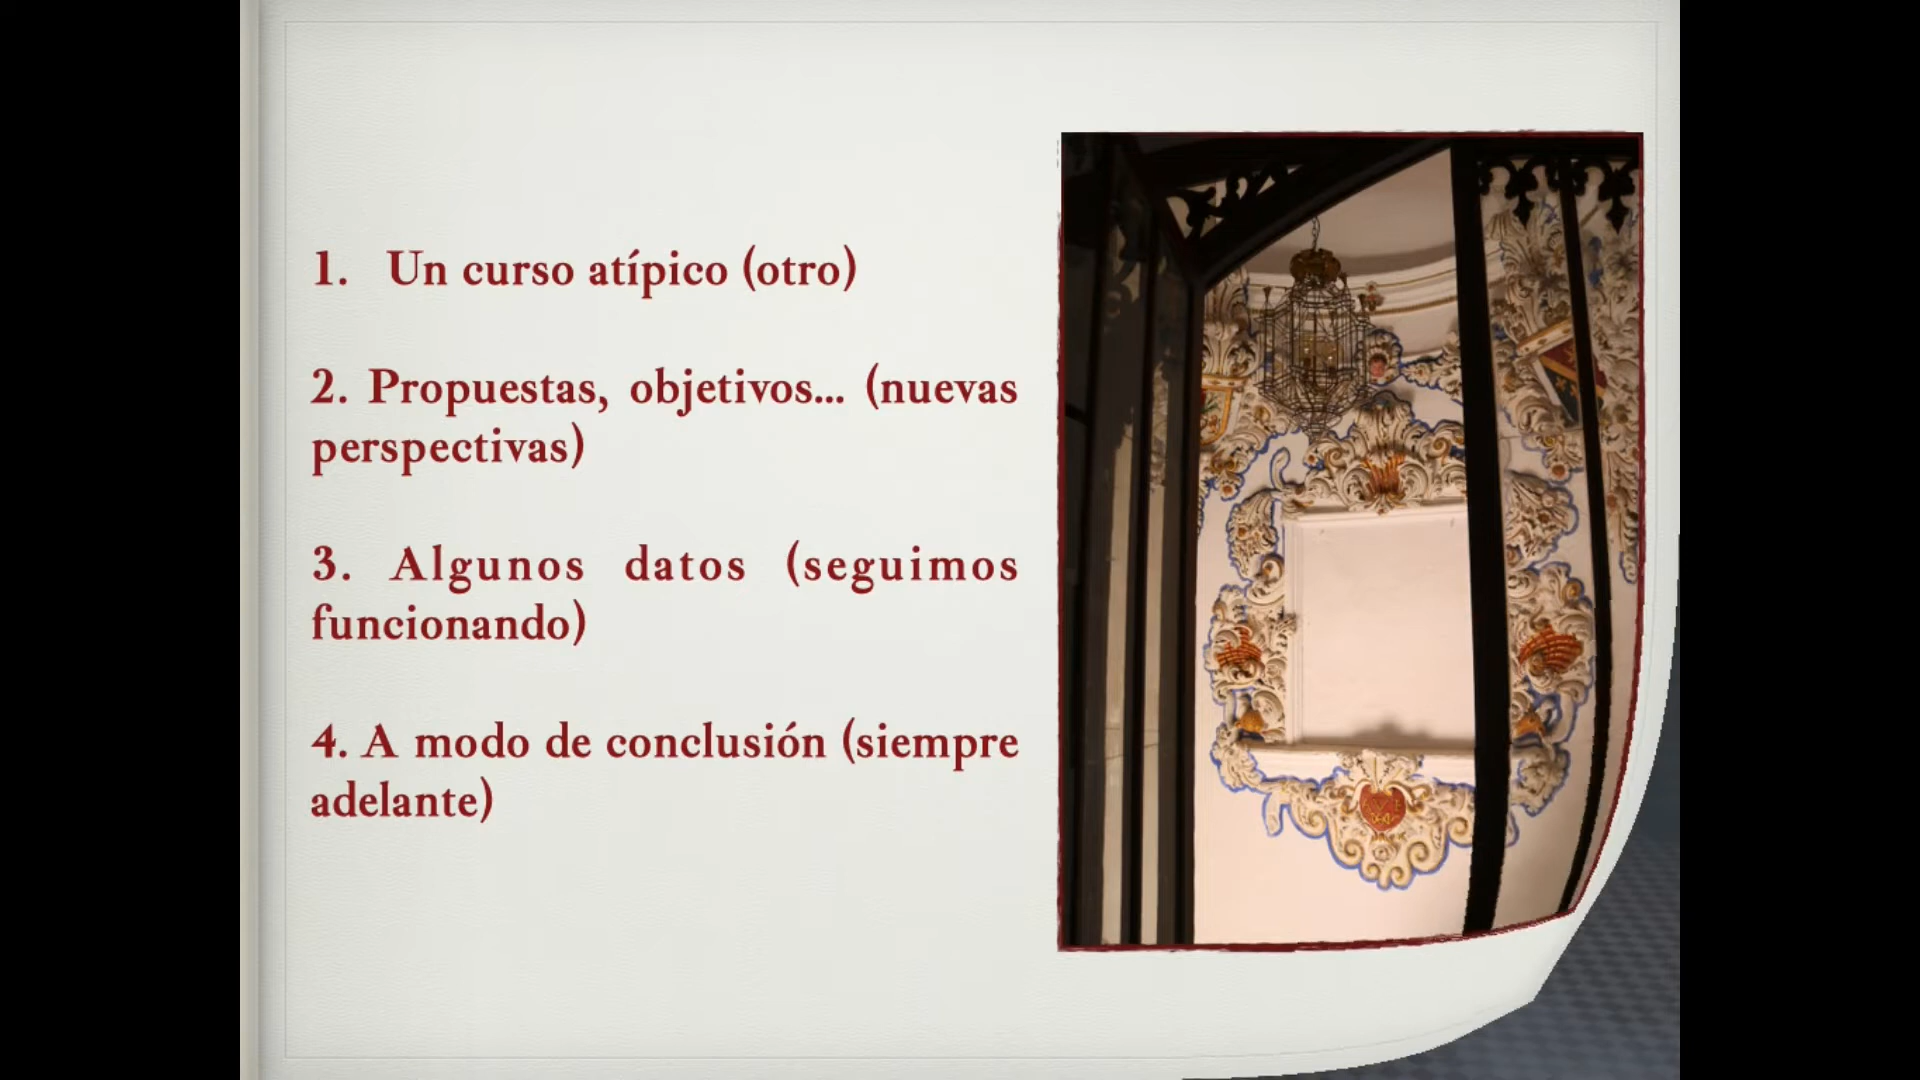 1. Un curso atípico (otro)
2. Propuestas, objetivos... (nuevas
perspectivas)
3. Algunos datos (seguimos
funcionando)
4. A modo de conclusión (siempre
adelante)